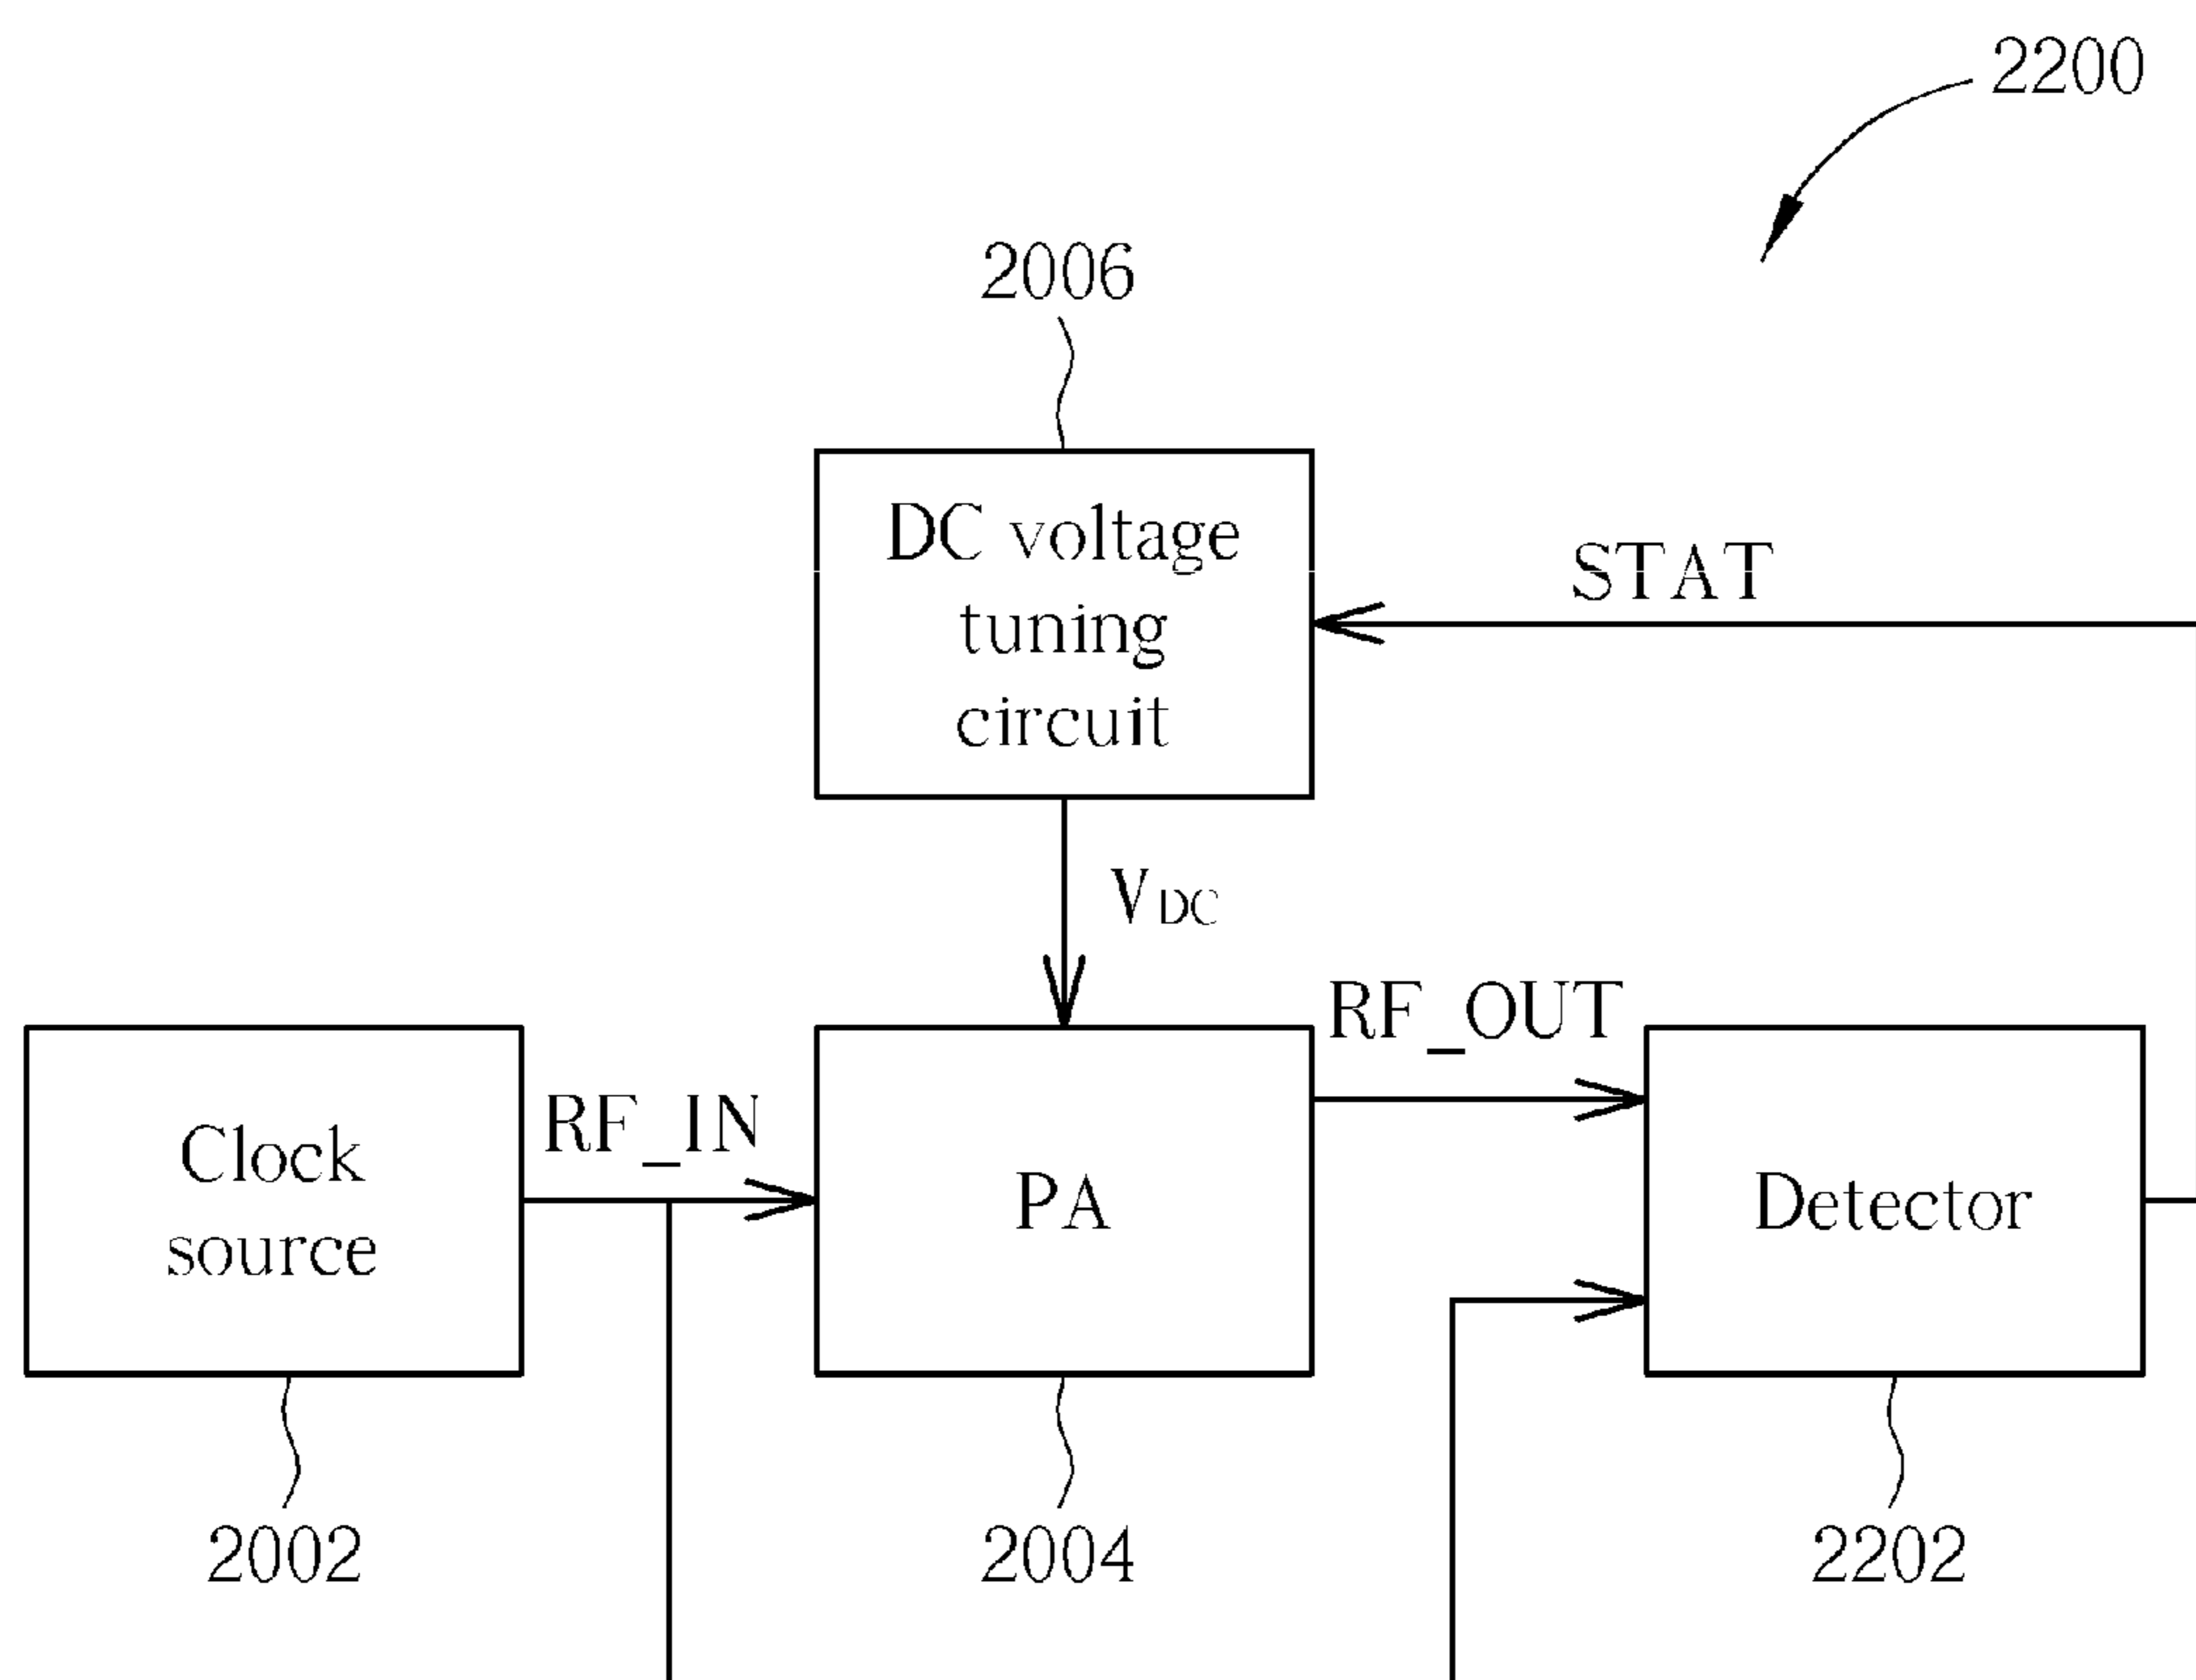 2200
2006
DC voltage
tuning
circuit
STAT
VDC
RF_OUT
RF_IN
Clock
source
PA
Detector
2002
2004
2202